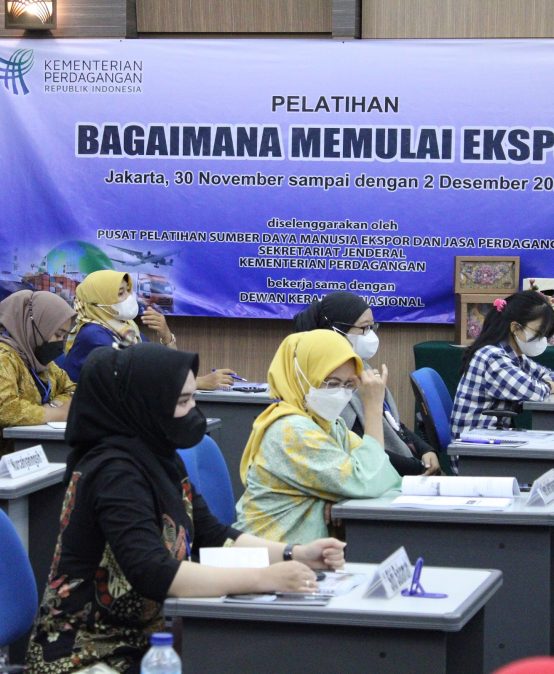 KEMENTERIAN
PERDAGANGAN
REPUBLIK INDONESIA
PELATIHAN
BAGAIMANA MEMULAI EKSP
Jakarta, 30 November sampai dengan 2 Desember 20
diselenggarakan oleh
PUSAT PELATIHAN SUMBER DAYA MANUSIA EKSPOR DAN JASA PERDAGANG
SEKRETARIAT JENDERAL
KEMENTERIAN PERDAGANGAN
bekerja sama dengan
DEWAN KERA NASIONAL